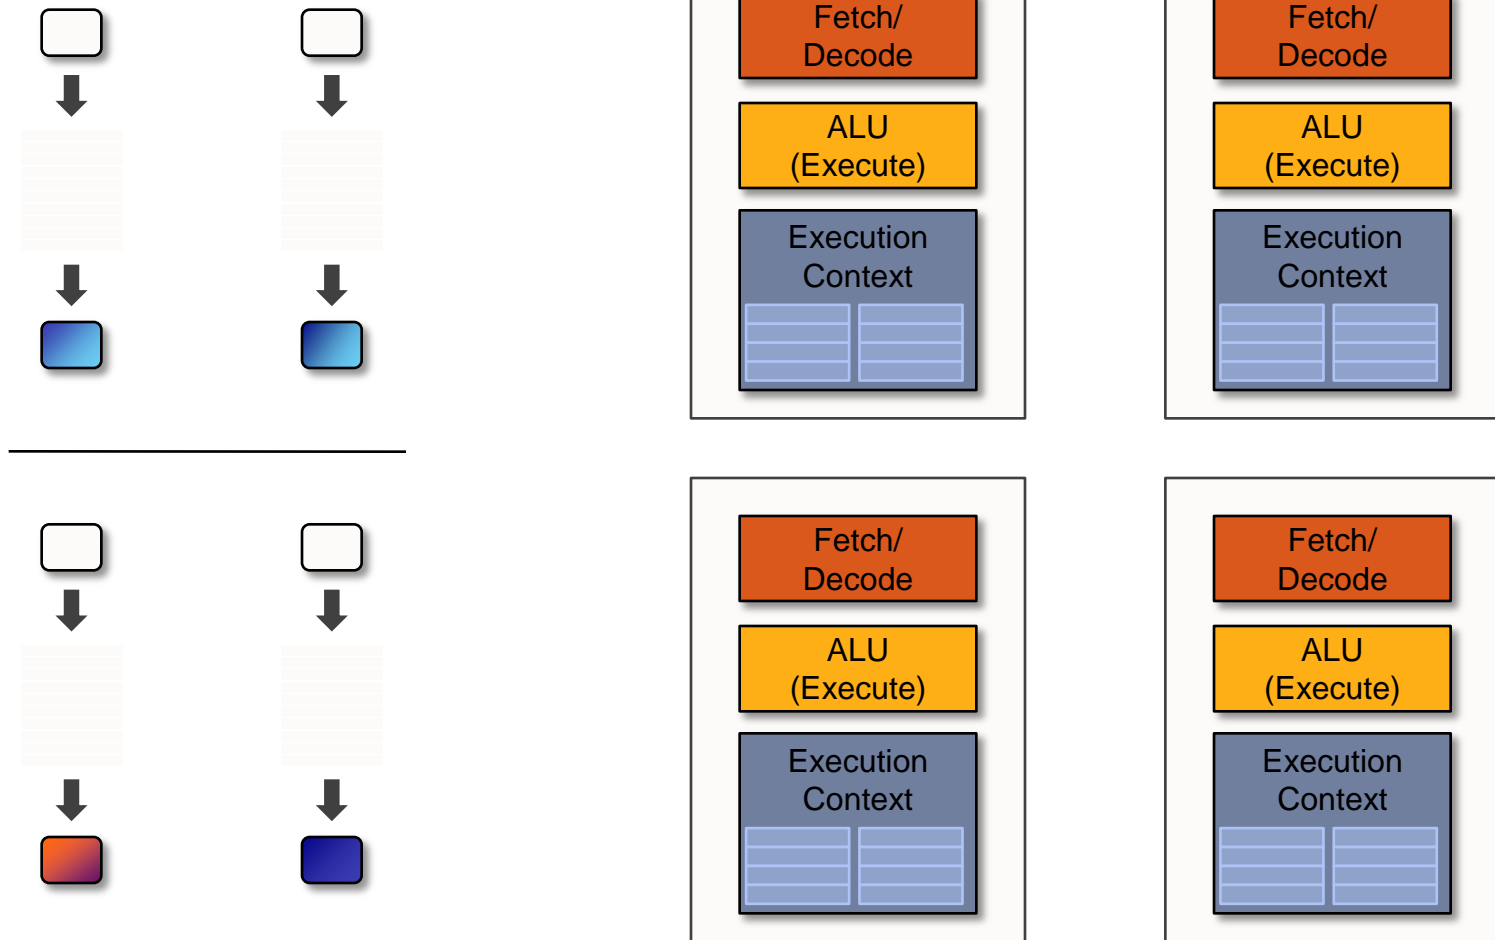 Fetch/
Decode
ALU
(Execute)
Execution
Context
Fetch/
Decode
ALU
(Execute)
Execution
Context
Fetch/
Decode
ALU
(Execute)
Execution
Context
Fetch/
Decode
ALU
(Execute)
Execution
Context